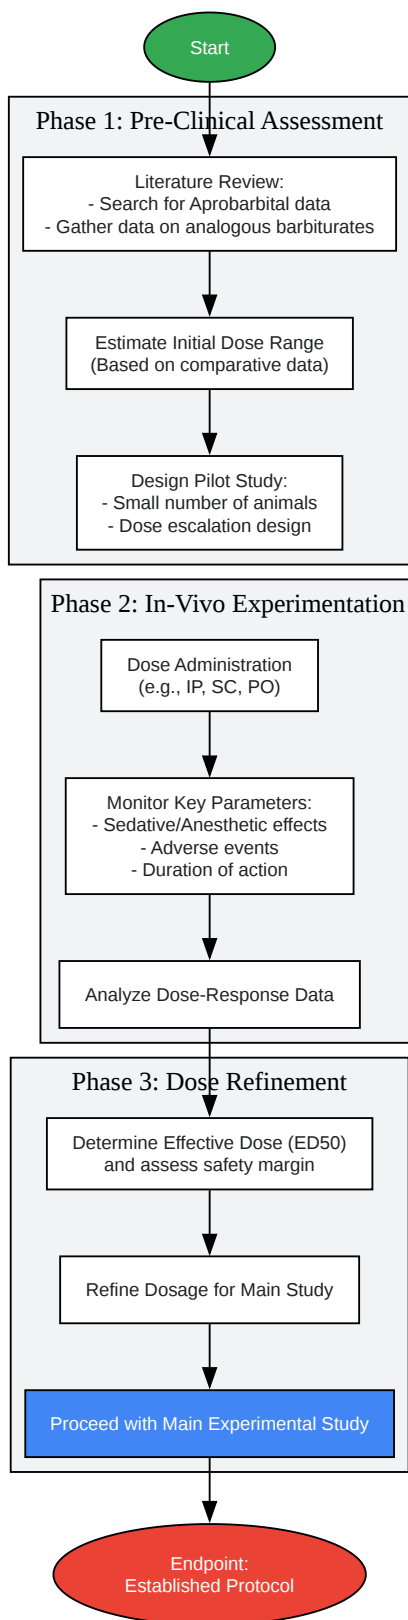 Start
Phase 1: Pre-Clinical Assessment
Literature Review:
- Search for Aprobarbital data
- Gather data on analogous barbiturates
Estimate Initial Dose Range
(Based on comparative data)
Design Pilot Study:
- Small number of animals
- Dose escalation design
Phase 2: In-Vivo Experimentation
Dose Administration
(e.g., IP, SC, PO)
Monitor Key Parameters:
- Sedative/Anesthetic effects
- Adverse events
- Duration of action
Analyze Dose-Response Data
Phase 3: Dose Refinement
Determine Effective Dose (ED50)
and assess safety margin
Refine Dosage for Main Study
Proceed with Main Experimental Study
Endpoint:
Established Protocol